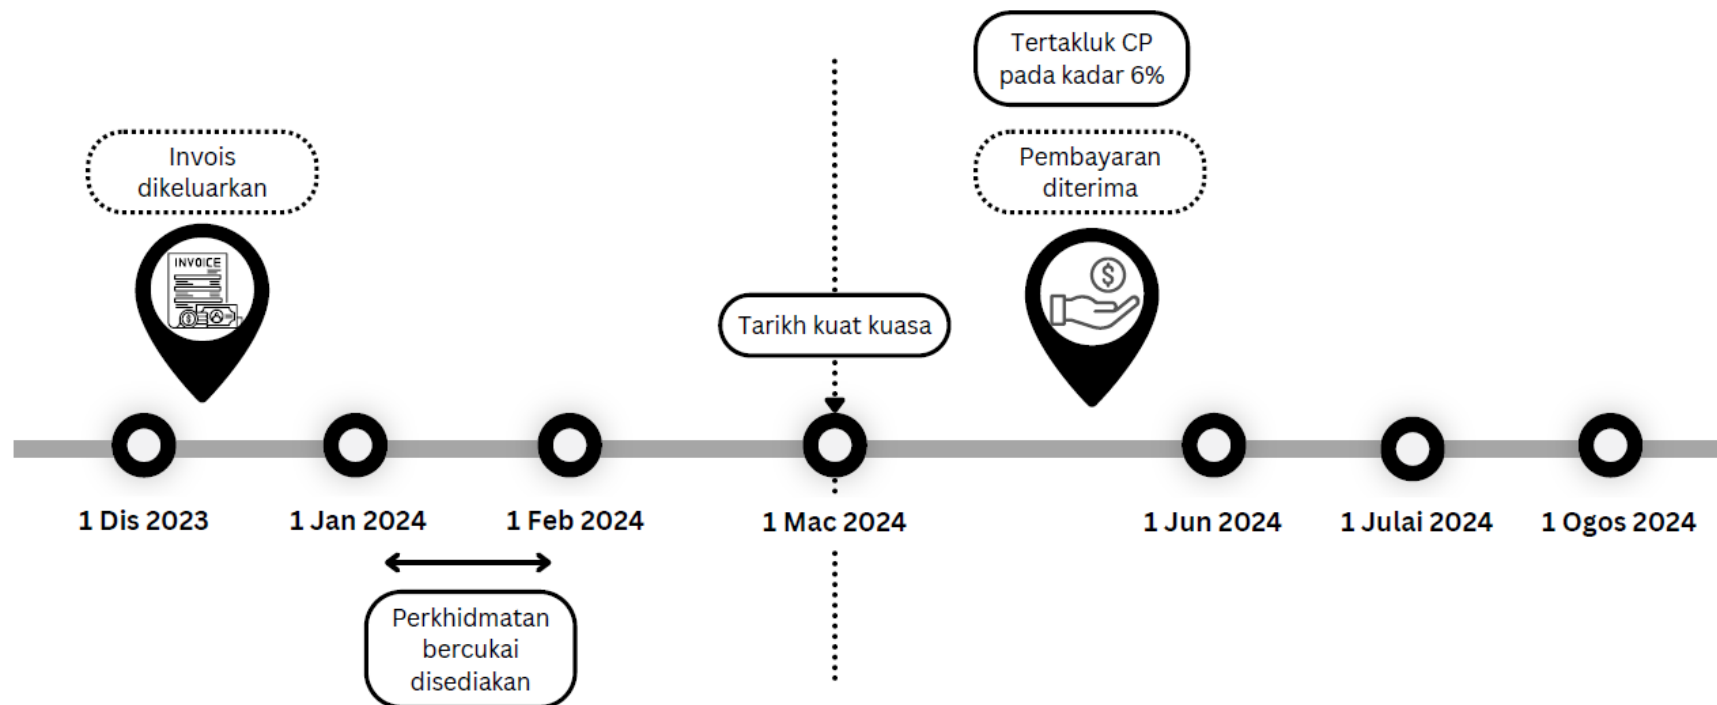 Tertakluk CP
pada kadar 6%
Invois
dikeluarkan
Pembayaran
diterima
INVOICE
$
$
Tarikh kuat kuasa
1 Dis 2023
1 Jan 2024
1 Feb 2024
1 Mac 2024
1 Jun 2024
1 Julai 2024
1 Ogos 2024
Perkhidmatan
bercukai
disediakan